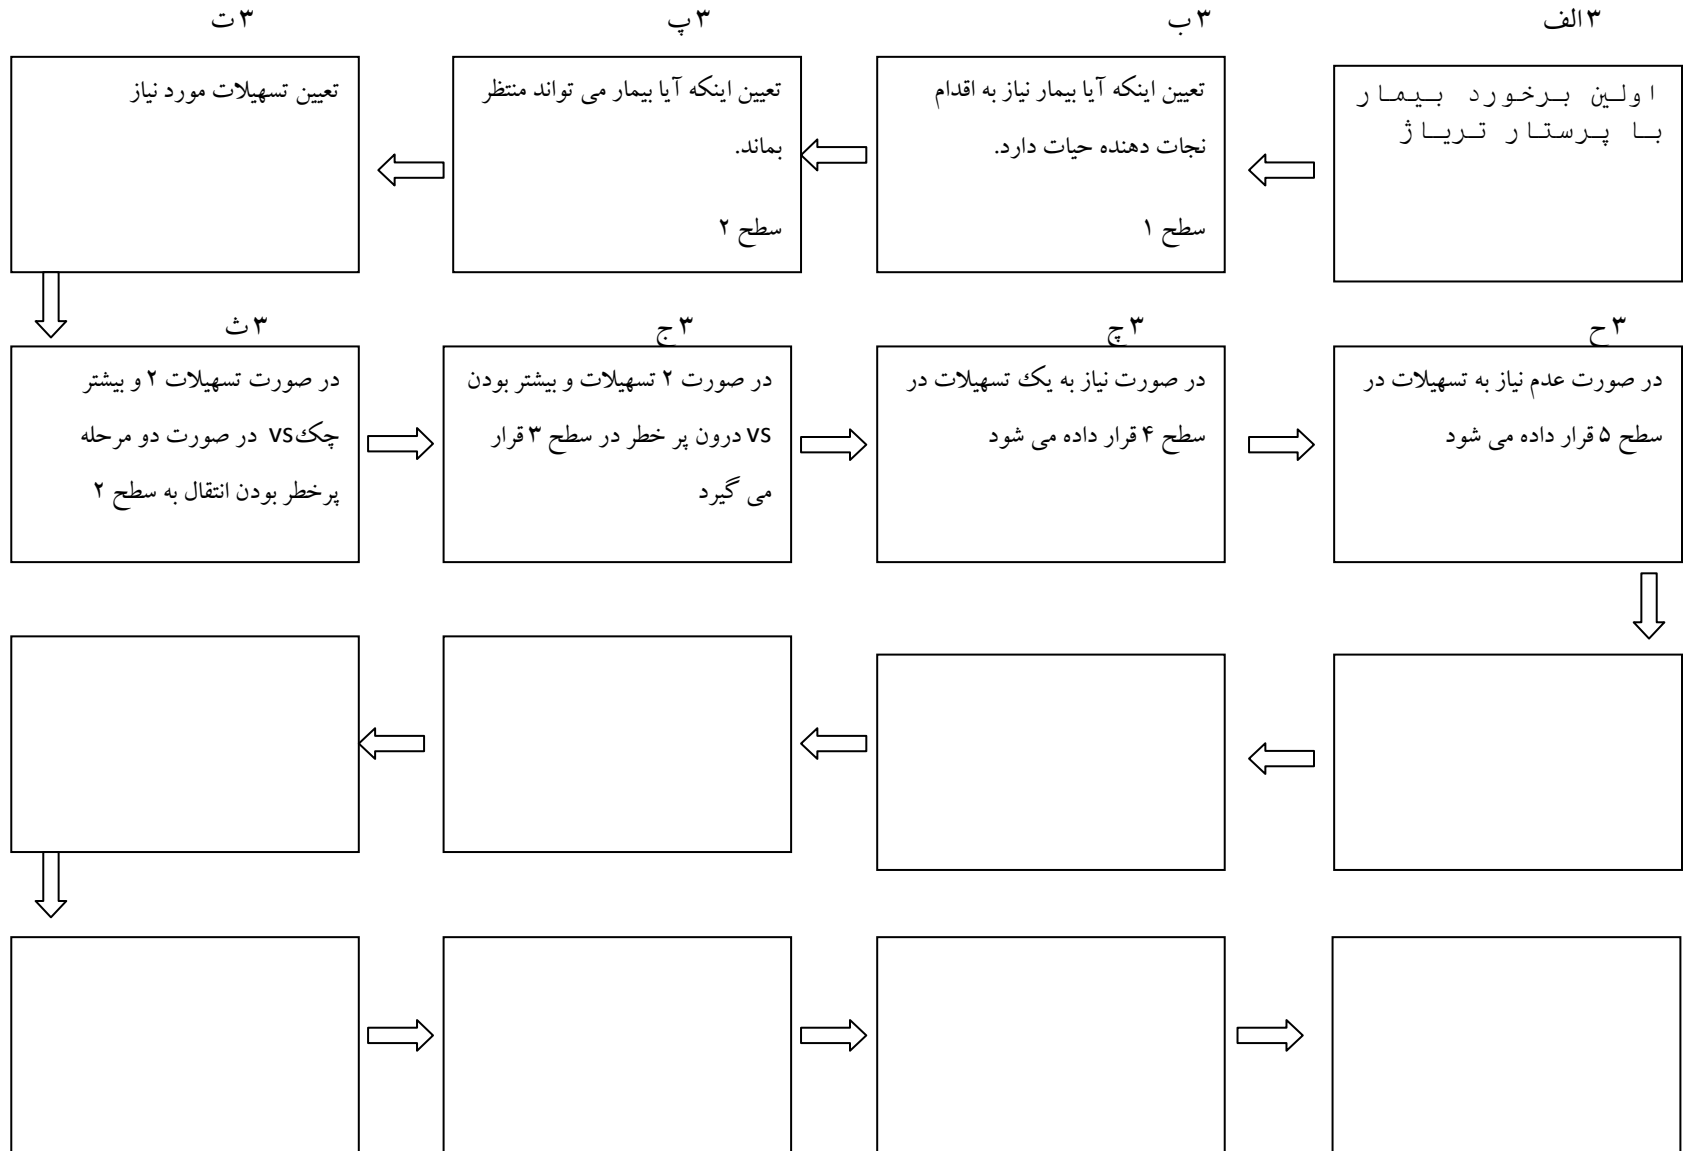 ۳الف
۳ب
۳پ
۳ت
اولین برخورد بیمار
با پرستار تریاژ
تعیین اینکه آیا بیمار نیاز به اقدام
نجات دهنده حیات دارد.
سطح ۱
تعیین اینکه آیا بیمار می تواند منتظر
بماند.
سطح ۲
تعیین تسهیلات مورد نیاز
۳ث
۳ج
۳چ
۳ح
در صورت تسهیلات ۲ و بیشتر
چکvs در صورت دو مرحله
پرخطر بودن انتقال به سطح ۲
در صورت ۲ تسهیلات و بیشتر بودن
vs درون پر خطر در سطح ۳ قرار
می گیرد
در صورت نیاز به یک تسهیلات در
سطح ۴ قرار داده می شود
در صورت عدم نیاز به تسهیلات در
سطح ۵ قرار داده می شود